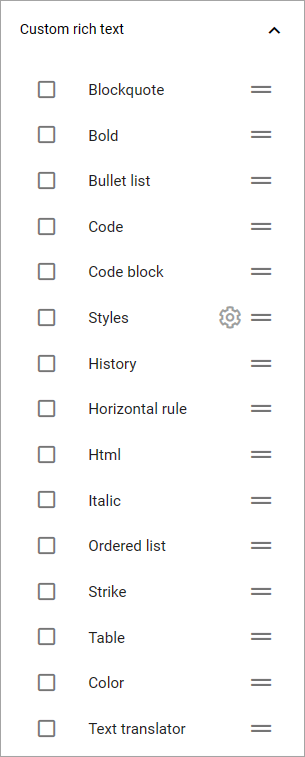 Custom rich text
Blockquote
Bold
Bullet list
Code
Code block
Styles
History
Horizontal rule
Html
Italic
Ordered list
Strike
Table
Color
Text translator